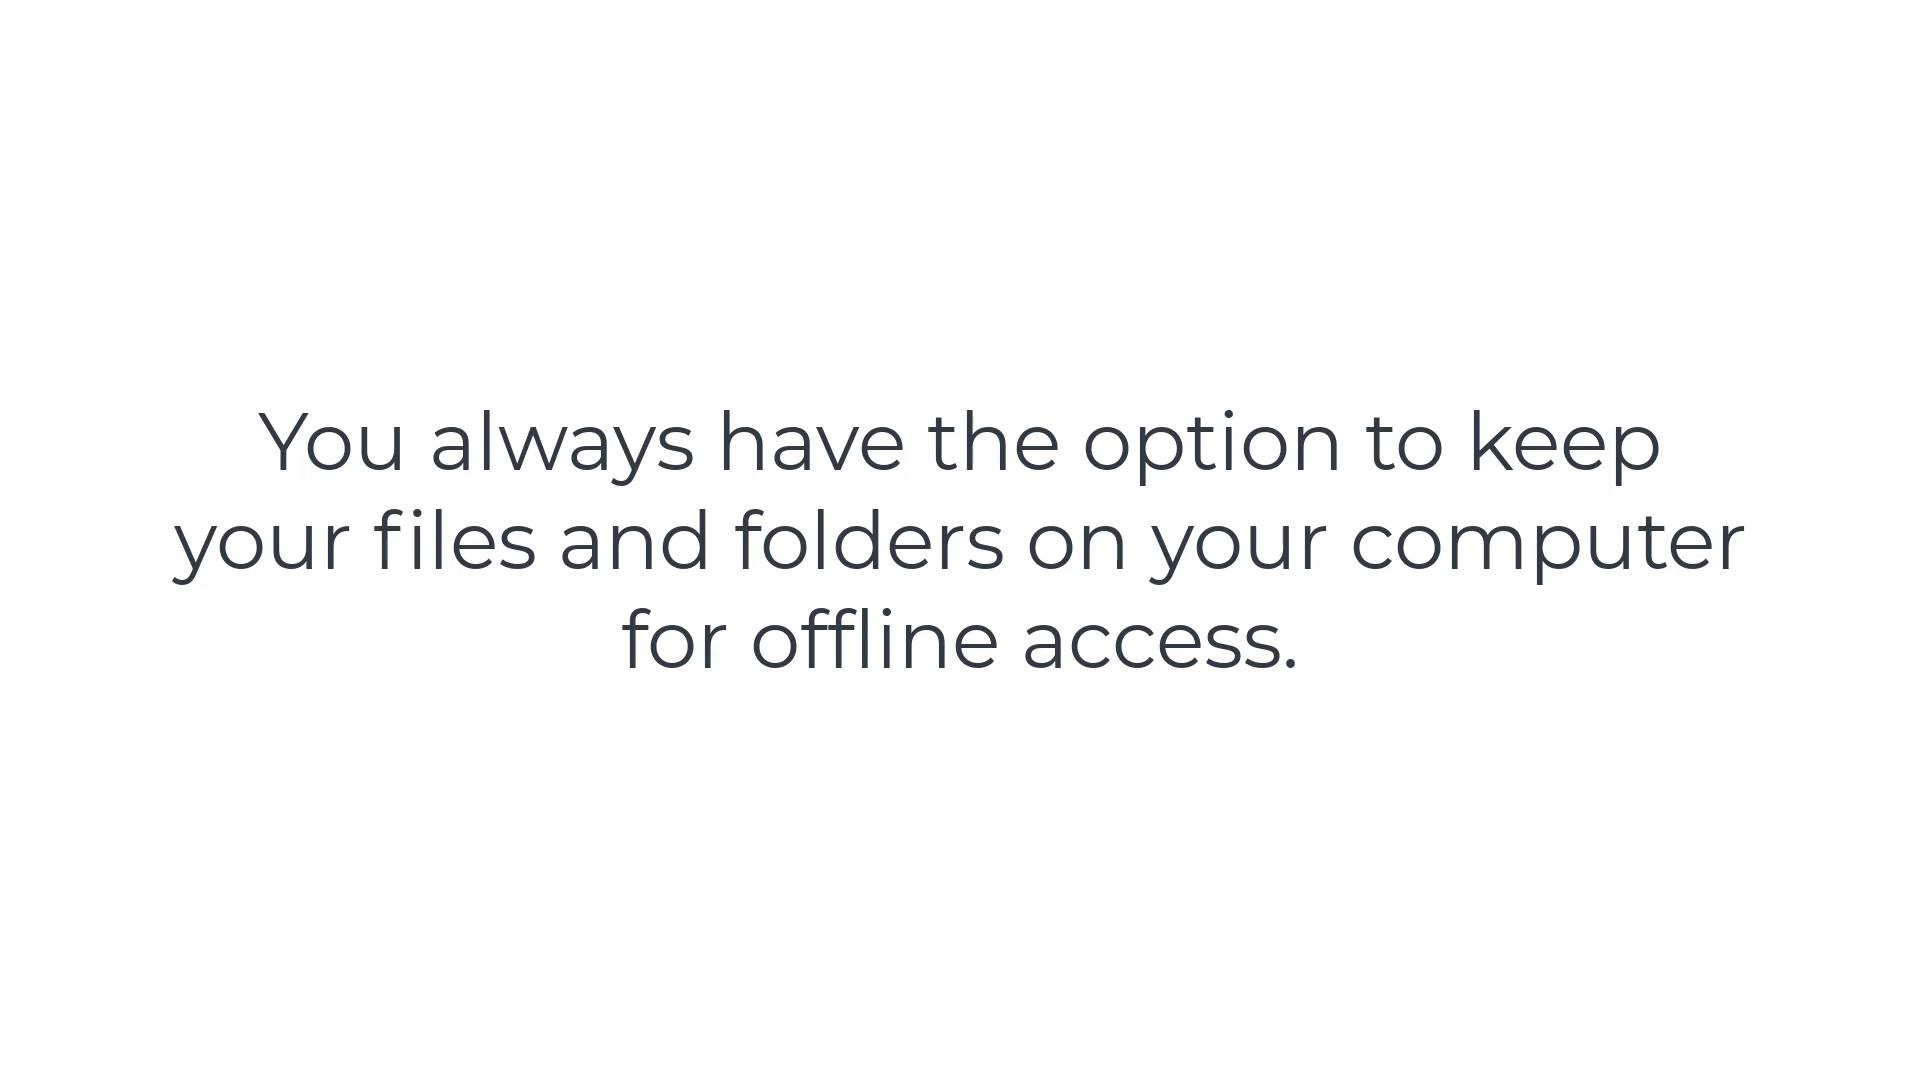 You always have the option to keep
your files and folders on your computer
for offline access.